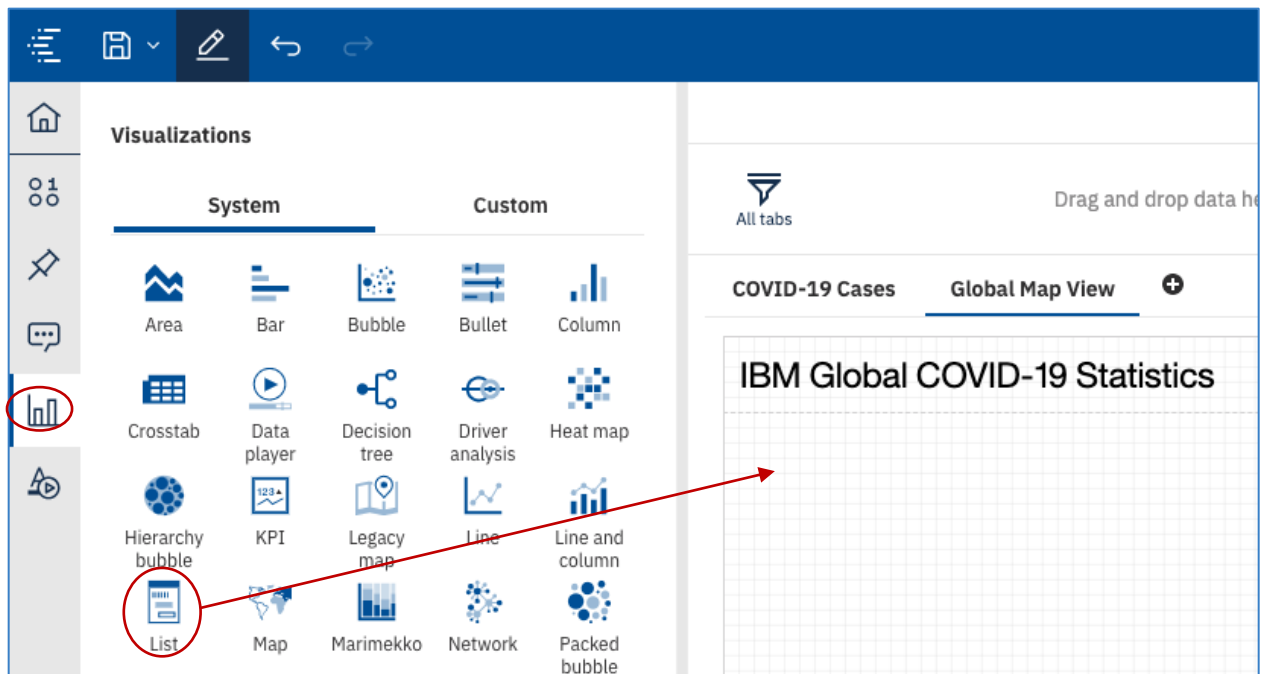 Visualizations
System
Custom
Area
Bar
Bubble
Bullet
Column
Crosstab
Data
player
Decision
tree
Driver
analysis
Heat map
Hierarchy
bubble
123
KPI
Legacy
map
Line
Line and
column
List
Map
Marimekko
Network
Packed
bubble
All tabs
Drag and drop data he
COVID-19 Cases
Global Map View
IBM Global COVID-19 Statistics